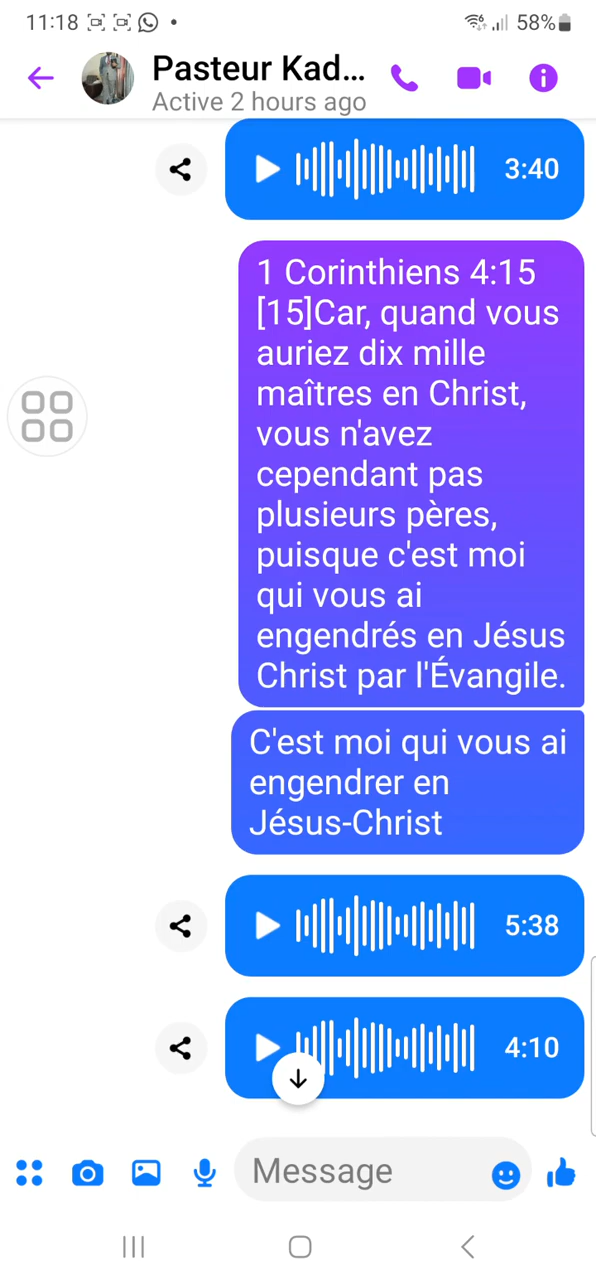 11:18
58%
Pasteur Kad...
Active 2 hours ago
3:40
1 Corinthiens 4:15
[15]Car, quand vous
auriez dix mille
maîtres en Christ,
vous n'avez
cependant pas
plusieurs pères,
puisque c'est moi
qui vous ai
engendrés en Jésus
Christ par l'Évangile.
C'est moi qui vous ai
engendrer en
Jésus-Christ
5:38
4:10
Message